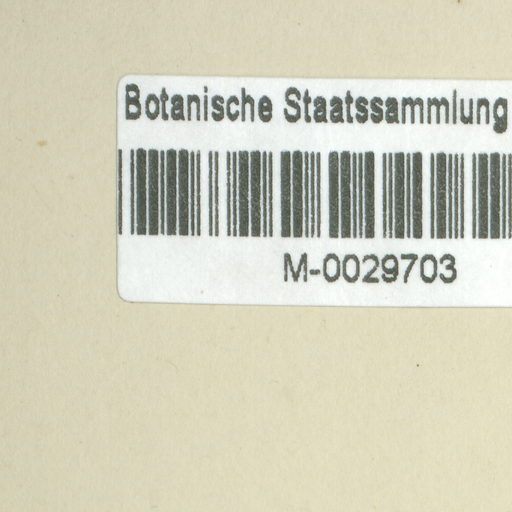 Botanische Staatssammlung
M-0029703